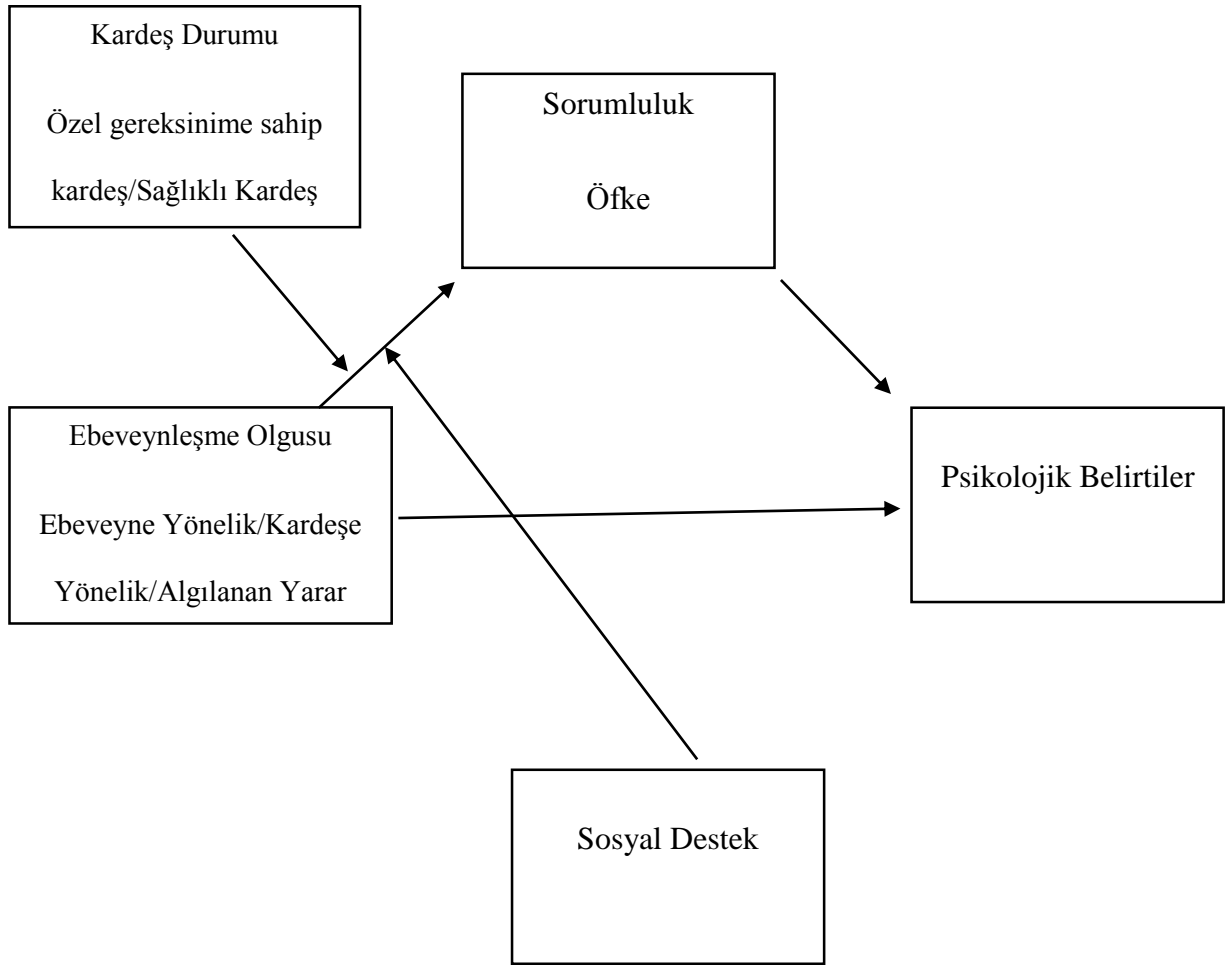 Kardeş Durumu
Özel gereksinime sahip
kardeş/Sağlıklı Kardeş
Sorumluluk
Öfke
Ebeveynleşme Olgusu
Ebeveyne Yönelik/Kardeşe
Yönelik/Algılanan Yarar
Psikolojik Belirtiler
Sosyal Destek